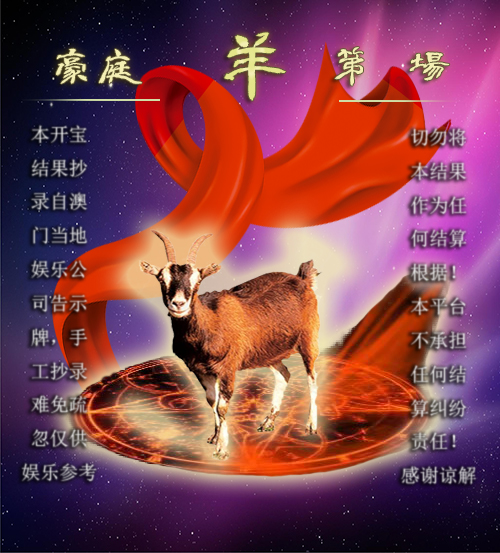 豪庭 羊 第 場
本开宝
结果抄
录自澳
门当地
娱乐公
司告示
牌，手
工抄录
难免疏
忽仅供
娱乐参考
切勿将
本结果
作为任
何结算
根据！
本平台
不承担
任何结
算纠纷
责任！
感谢谅解